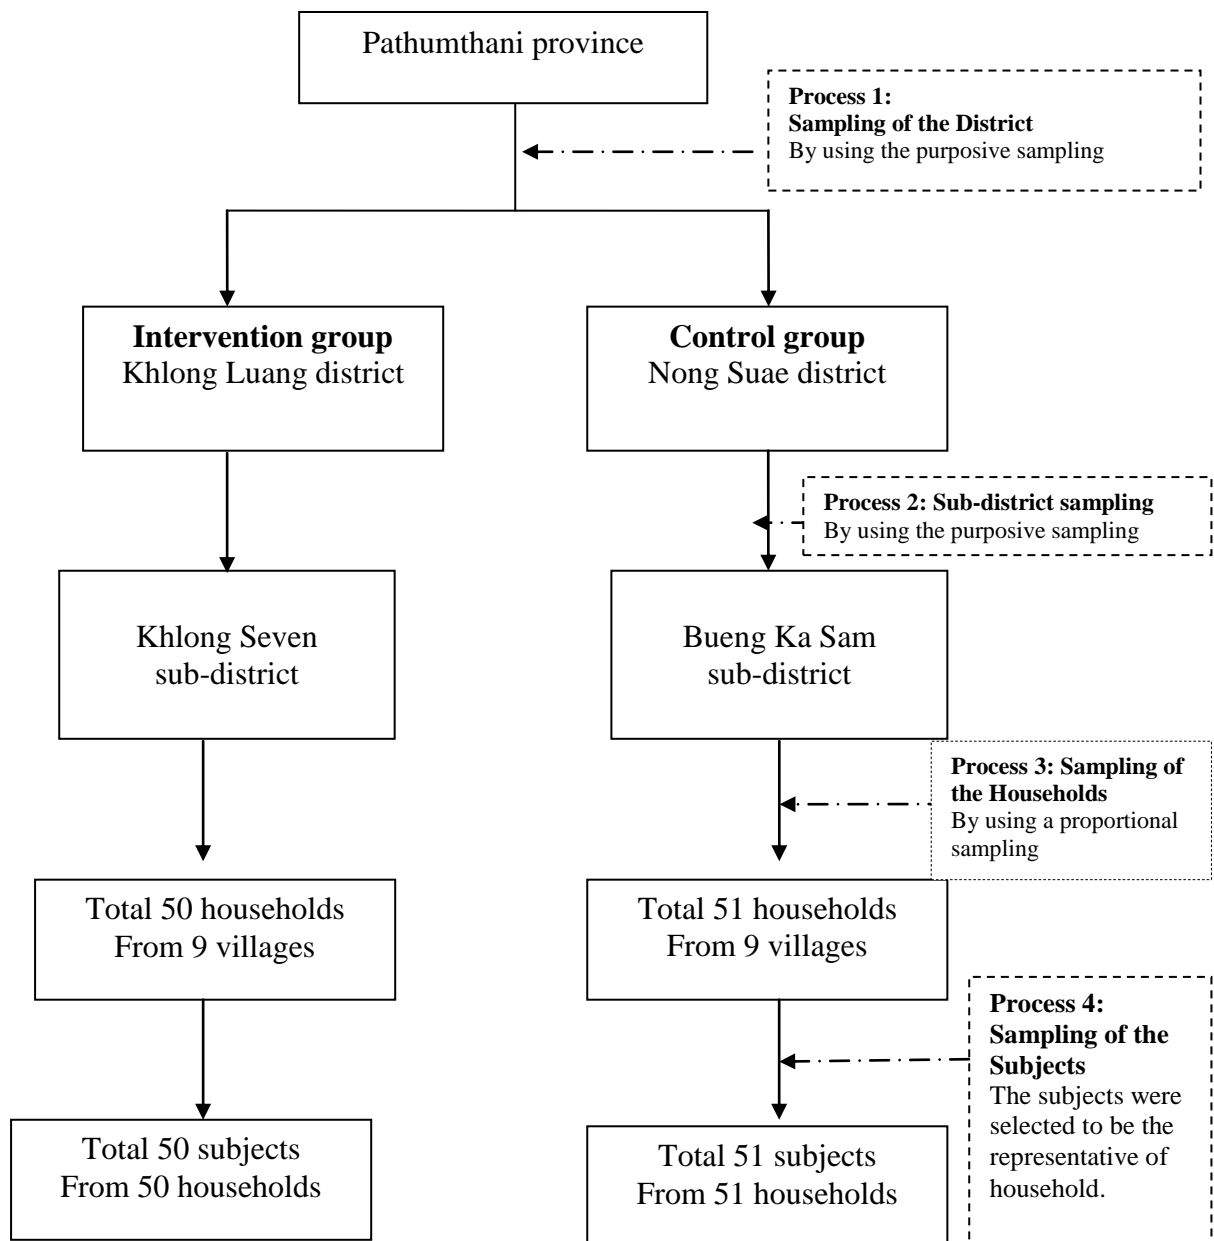 Pathumthani province
Process 1:
Sampling of the District
By using the purposive sampling
Intervention group
Khlong Luang district
Control group
Nong Suae district
Process 2: Sub-district sampling
By using the purposive sampling
Khlong Seven
sub-district
Bueng Ka Sam
sub-district
Process 3: Sampling of
the Households
By using a proportional
sampling
Total 50 households
From 9 villages
Total 51 households
From 9 villages
Process 4:
Sampling of the
Subjects
The subjects were
selected to be the
representative of
household.
Total 50 subjects
From 50 households
Total 51 subjects
From 51 households